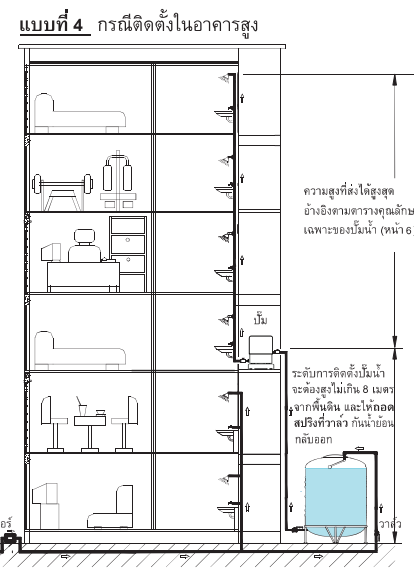 แบบที่ 4 กรณีติดตั้งในอาคารสูง
ความสูงที่ส่งได้สูงสุด
อ้างอิงตามตารางคุณลักษ
เฉพาะของปั๊มน้ำ (หน้า 6
ปั๊ม
ระดับการติดตั้งปั๊มน้ำ
จะต้องสูงไม่เกิน 8 เมตร
จากพื้นดิน และให้ถอด
สปริงที่วาล์ว กันน้ำย้อน
กลับออก
อร์
วาล์ว